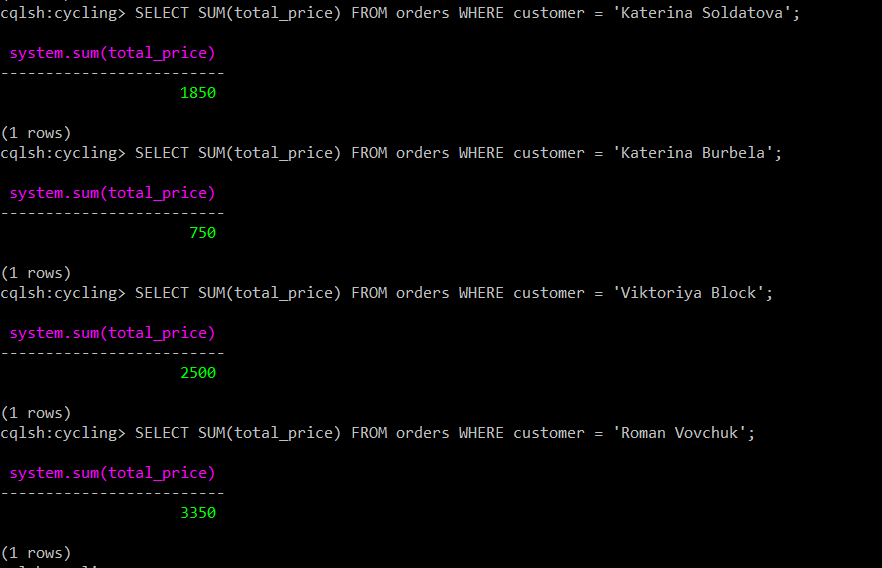 cqlsh:cycling> SELECT SUM(total_price) FROM orders WHERE customer = 'Katerina Soldatova';
system.sum(total_price)
-------------------------
1850
(1 rows)
cqlsh:cycling> SELECT SUM(total_price) FROM orders WHERE customer = 'Katerina Burbela';
system.sum(total_price)
-------------------------
750
(1 rows)
cqlsh:cycling> SELECT SUM(total_price) FROM orders WHERE customer = 'Viktoriya Block';
system.sum(total_price)
-------------------------
2500
(1 rows)
cqlsh:cycling> SELECT SUM(total_price) FROM orders WHERE customer = 'Roman Vovchuk';
system.sum(total_price)
-------------------------
3350
(1 rows)